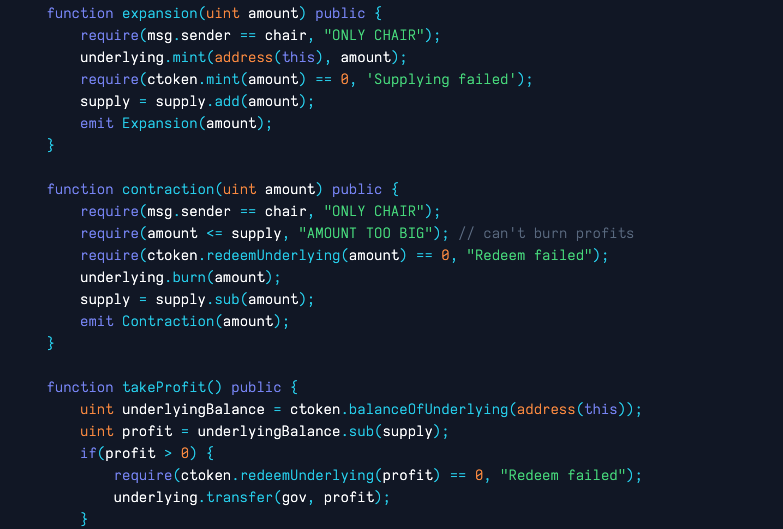 function expansion(uint amount) public {
require(msg.sender == chair, "ONLY CHAIR");
underlying.mint(address(this), amount);
require(ctoken.mint(amount) == 0, 'Supplying failed');
supply = supply.add(amount);
emit Expansion(amount);
}
function contraction(uint amount) public {
require(msg.sender == chair, "ONLY CHAIR");
require(amount <= supply, "AMOUNT TOO BIG"); // can't burn profits
require(ctoken.redeemUnderlying(amount) == 0, "Redeem failed");
underlying.burn(amount);
supply = supply.sub(amount);
emit Contraction(amount);
}
function takeProfit() public {
uint underlyingBalance = ctoken.balanceOfUnderlying(address(this));
uint profit = underlyingBalance.sub(supply);
if(profit > 0) {
require(ctoken.redeemUnderlying(profit) == 0, "Redeem failed");
underlying.transfer(gov, profit);
}